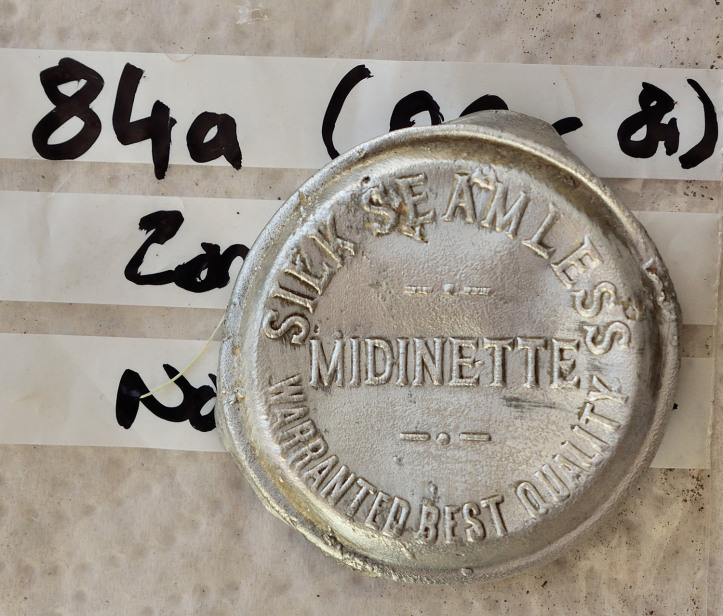 84a
SILK SEAMLESS
MIDINETTE
WARRANTED BEST QUALITY